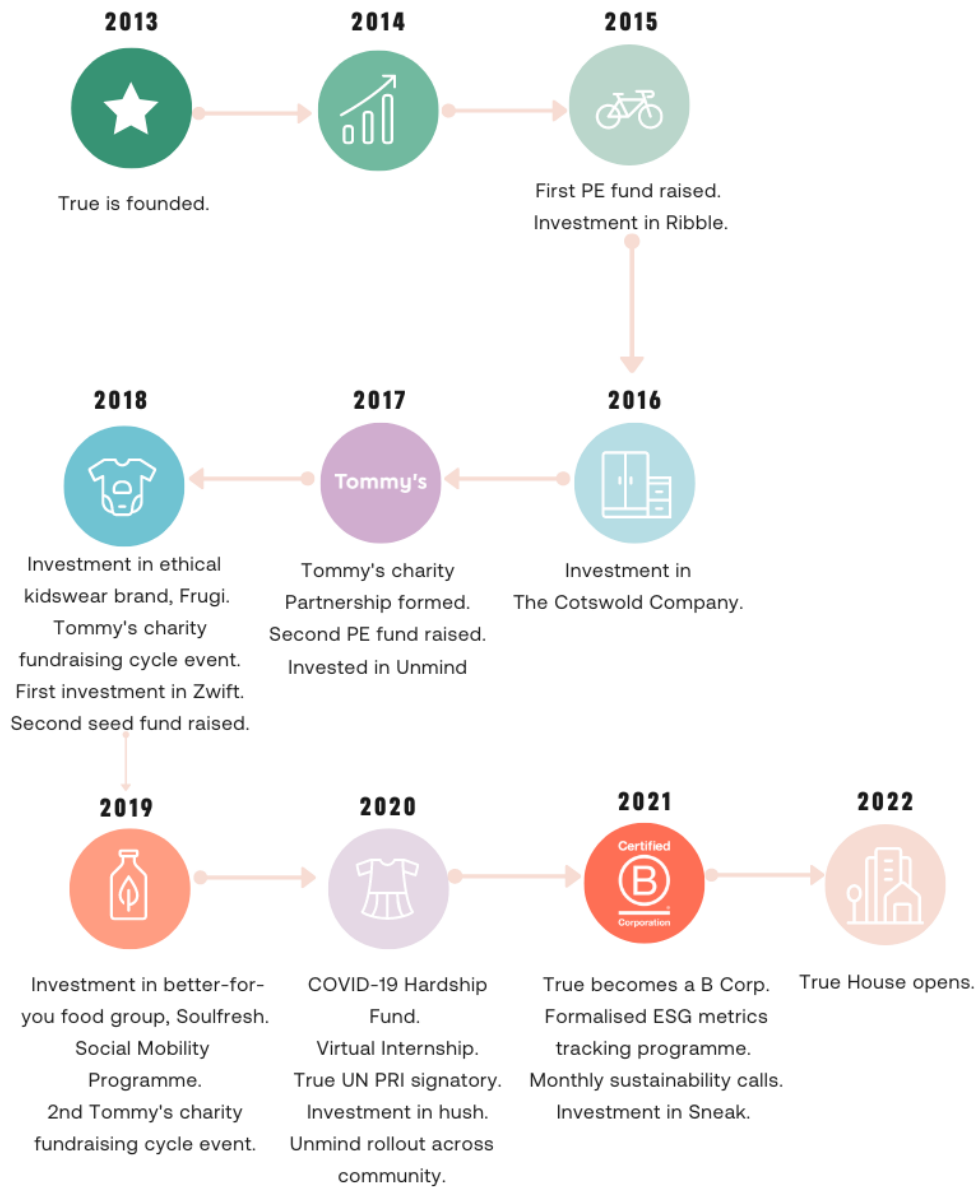 2013
True is founded.
2014
2015
First PE fund raised.
Investment in Ribble.
2016
Investment in
The Cotswold Company.
2017
Tommy's
Tommy's charity
Partnership formed.
Second PE fund raised.
Invested in Unmind
2018
Investment in ethical
kidswear brand, Frugi.
Tommy's charity
fundraising cycle event.
First investment in Zwift.
Second seed fund raised.
2019
Investment in better-for-
you food group, Soulfresh.
Social Mobility
Programme.
2nd Tommy's charity
fundraising cycle event.
2020
COVID-19 Hardship
Fund.
Virtual Internship.
True UN PRI signatory.
Investment in hush.
Unmind rollout across
community.
2021
Certified
B
Corporation
True becomes a B Corp.
Formalised ESG metrics
tracking programme.
Monthly sustainability calls.
Investment in Sneak.
2022
True House opens.